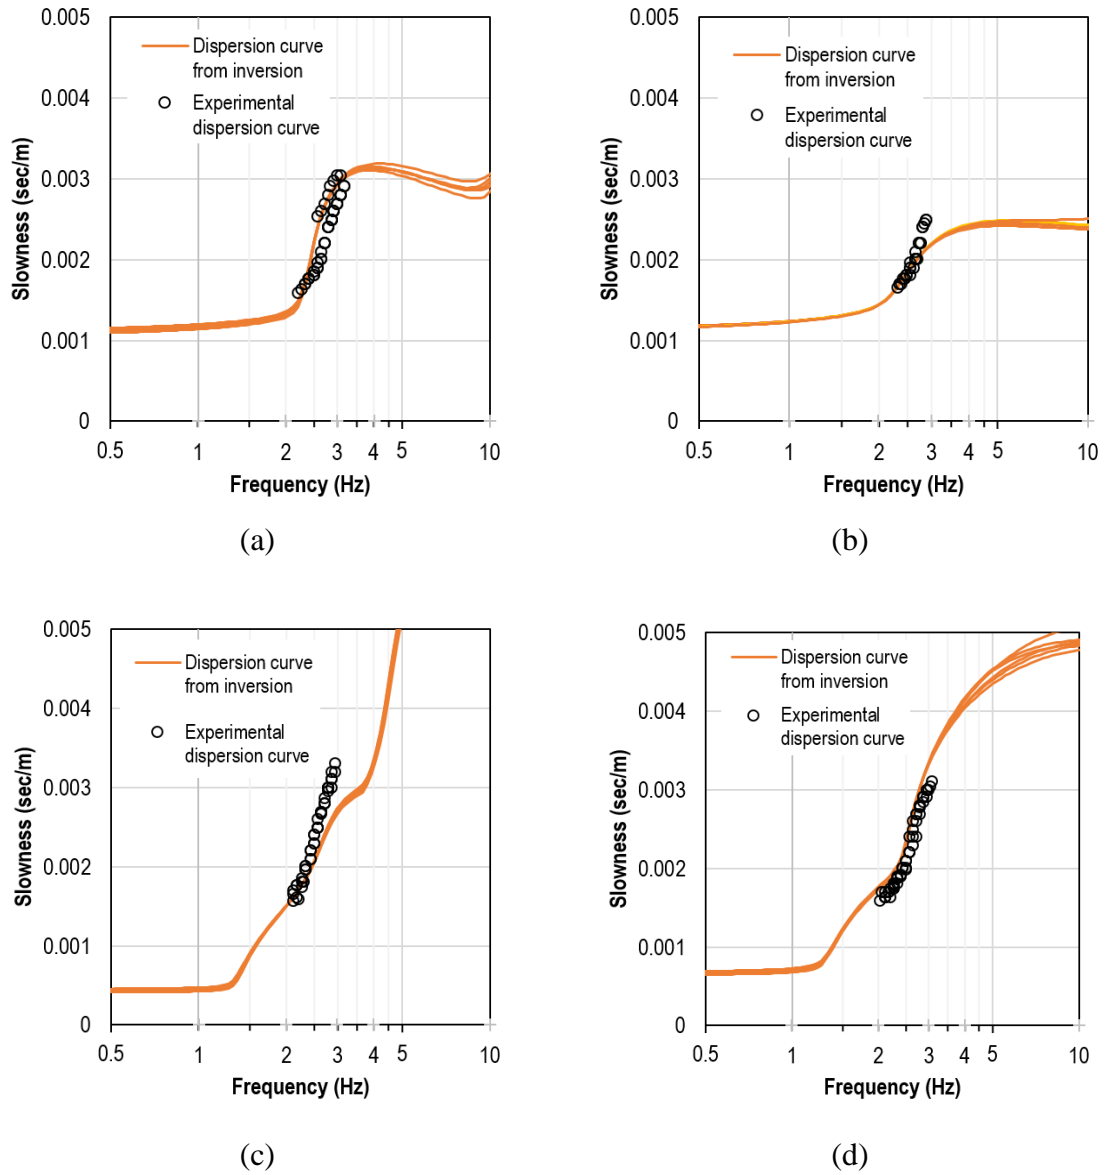 0.005
0.004
0.003
0.002
0.001
0
Slowness (sec/m)
Dispersion curve
from inversion
Experimental
dispersion curve
0.5 1 2 3 4 5 10
Frequency (Hz)
(a)
0.005
0.004
0.003
0.002
0.001
0
Slowness (sec/m)
Dispersion curve
from inversion
Experimental
dispersion curve
0.5 1 2 3 4 5 10
Frequency (Hz)
(b)
0.005
0.004
0.003
0.002
0.001
0
Slowness (sec/m)
Dispersion curve
from inversion
Experimental
dispersion curve
0.5 1 2 3 4 5 10
Frequency (Hz)
(c)
0.005
0.004
0.003
0.002
0.001
0
Slowness (sec/m)
Dispersion curve
from inversion
Experimental
dispersion curve
0.5 1 2 3 4 5 10
Frequency (Hz)
(d)